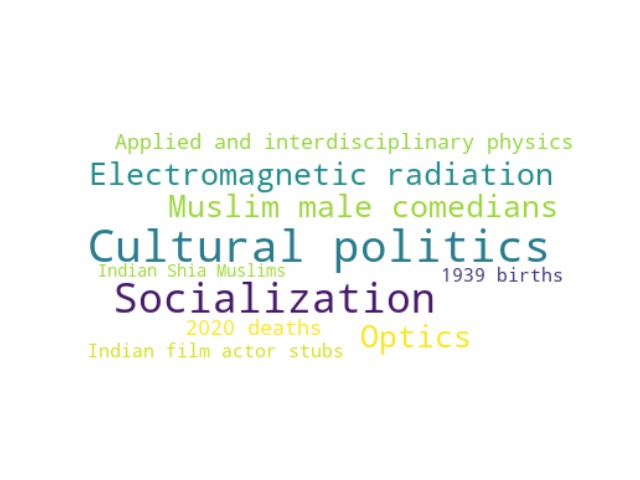 Applied and interdisciplinary physics
Electromagnetic radiation
Muslim male comedians
Cultural politics
Indian Shia Muslims
1939 births
Socialization
2020 deaths
Optics
Indian film actor stubs